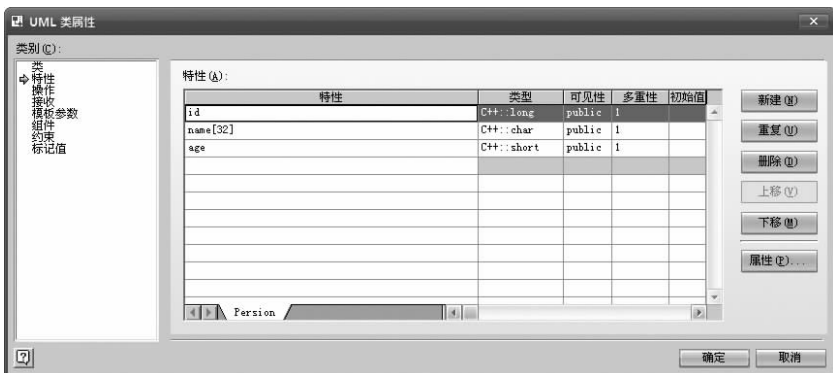 UML 类属性
类别(C):
类
特性
操作
接收
模板参数
组件
约束
标记值
特性(A):
特性 类型 可见性 多重性 初始值
id C++::long public 1
name[32] C++::char public 1
age C++::short public 1
Persion
新建(N)
重复(U)
删除(D)
上移(V)
下移(M)
属性(P)...
确定 取消